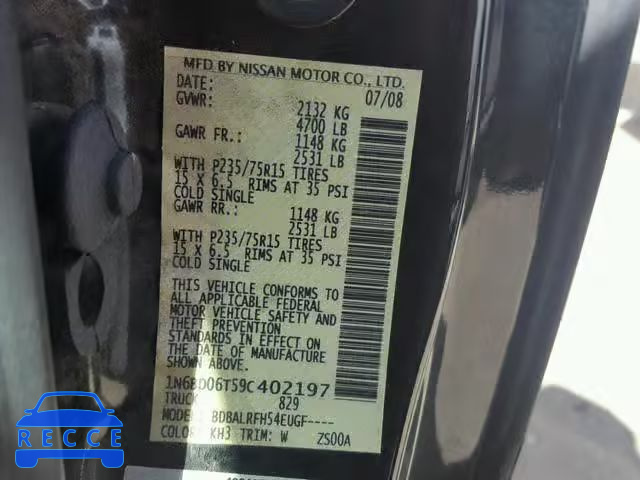 MFD BY NISSAN MOTOR CO., LTD.
DATE: 07/08
GVWR: 2132 KG
4700 LB
GAWR FR.: 1148 KG
2531 LB
WITH P235/75R15 TIRES
15 X 6.5 RIMS AT 35 PSI
COLD SINGLE
GAWR RR.: 1148 KG
2531 LB
WITH P235/75R15 TIRES
15 X 6.5 RIMS AT 35 PSI
COLD SINGLE
THIS VEHICLE CONFORMS TO
ALL APPLICABLE FEDERAL
MOTOR VEHICLE SAFETY AND
THEFT PREVENTION
STANDARDS IN EFFECT ON
THE DATE OF MANUFACTURE
SHOWN ABOVE.
1N6BD06T59C402197
TRUCK 829
MODEL: BDBALRFH54EUGF----
COLOR: KH3 TRIM: W ZS00A
autobidmaster